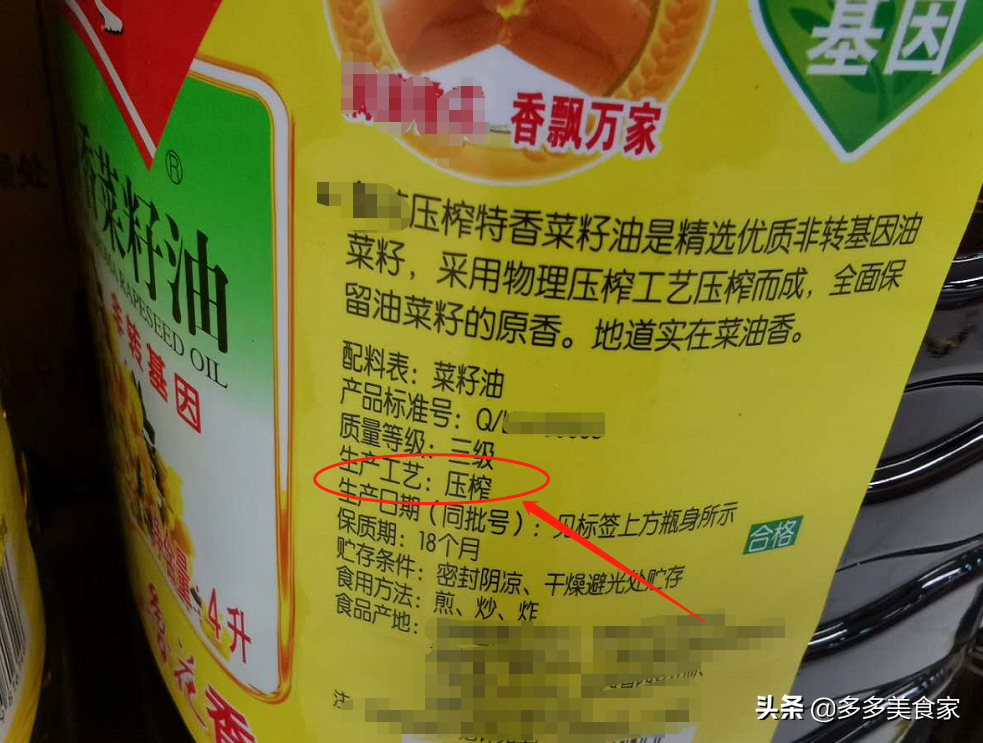 基因
香飘万家
压榨特香菜籽油是精选优质非转基因油
菜籽，采用物理压榨工艺压榨而成，全面保
留油菜籽的原香。地道实在菜油香。
配料表：菜籽油
产品标准号：Q/
质量等级：三级
生产工艺：压榨
生产日期（同批号）：见标签上方瓶身所示
保质期：18个月
合格
贮存条件：密封阴凉、干燥避光处贮存
食用方法：煎、炒、炸
食品产地：
注
香菜籽油
®
RAPESEED OIL
非转基因
净含量:4升
香
头条 @多多美食家